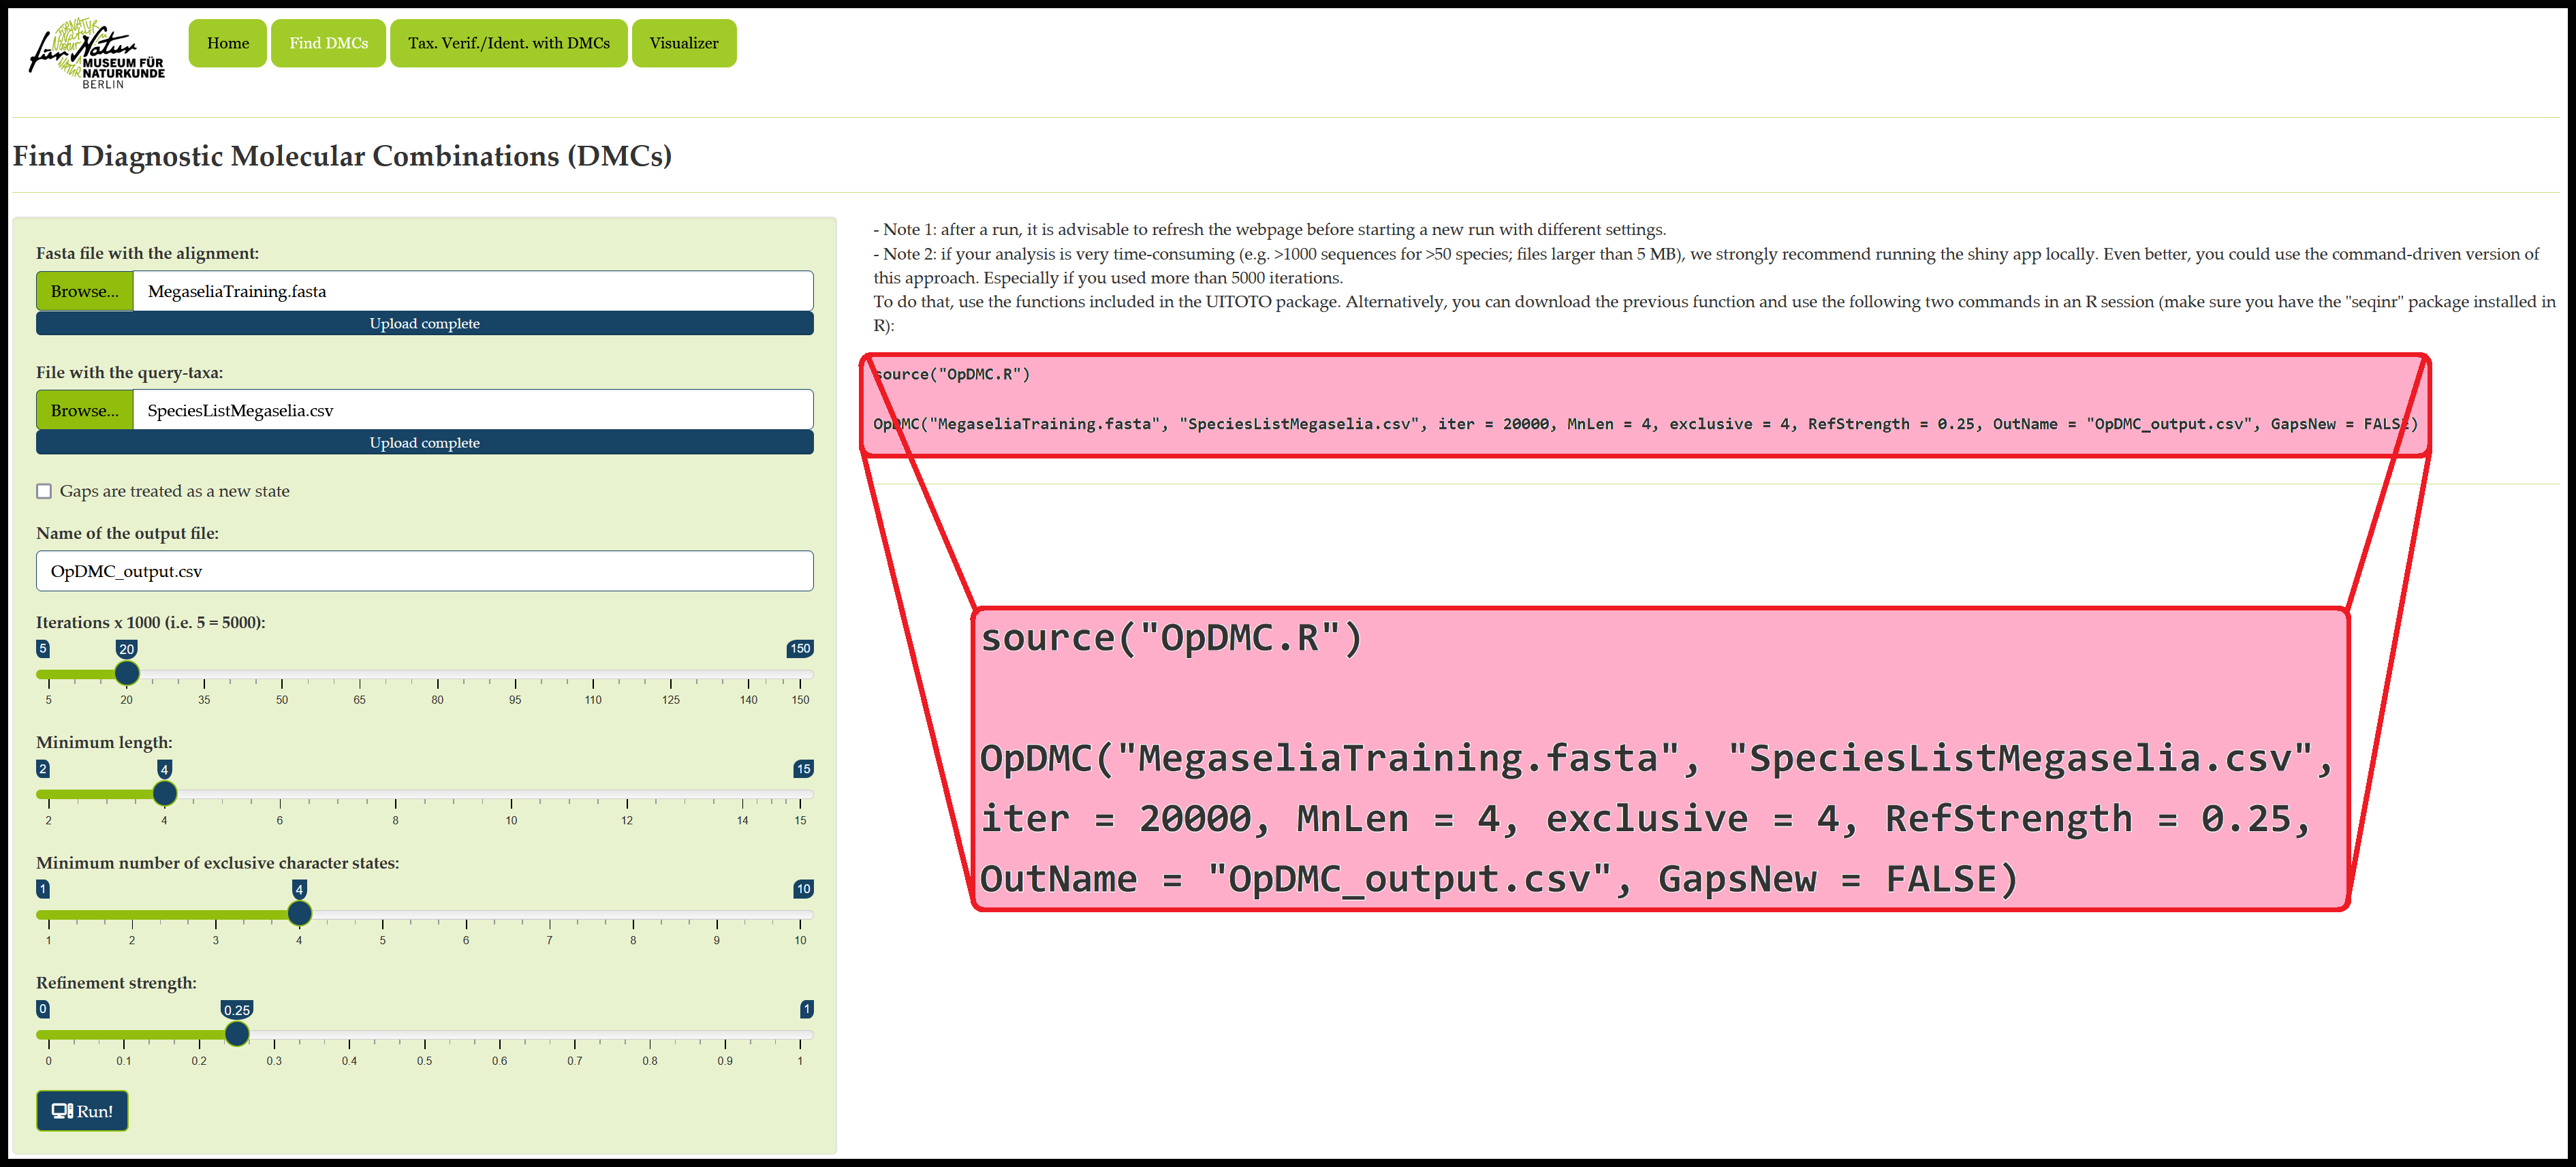 für Natur
MUSEUM FÜR
NATURKUNDE
BERLIN
Home
Find DMCs
Tax. Verif./Ident. with DMCs
Visualizer
Find Diagnostic Molecular Combinations (DMCs)
Fasta file with the alignment:
Browse... MegaseliaTraining.fasta
Upload complete
File with the query-taxa:
Browse... SpeciesListMegaselia.csv
Upload complete
Gaps are treated as a new state
Name of the output file:
OpDMC_output.csv
Iterations x 1000 (i.e. 5 = 5000):
5 20 150
5 20 35 50 65 80 95 110 125 140 150
Minimum length:
2 4 15
2 4 6 8 10 12 14 15
Minimum number of exclusive character states:
1 4 10
1 2 3 4 5 6 7 8 9 10
Refinement strength:
0 0.25 1
0 0.1 0.2 0.3 0.4 0.5 0.6 0.7 0.8 0.9 1
Run!
- Note 1: after a run, it is advisable to refresh the webpage before starting a new run with different settings.
- Note 2: if your analysis is very time-consuming (e.g. >1000 sequences for >50 species; files larger than 5 MB), we strongly recommend running the shiny app locally. Even better, you could use the command-driven version of
this approach. Especially if you used more than 5000 iterations.
To do that, use the functions included in the UITOTO package. Alternatively, you can download the previous function and use the following two commands in an R session (make sure you have the "seqinr" package installed in
R):
source("OpDMC.R")
OpDMC("MegaseliaTraining.fasta", "SpeciesListMegaselia.csv", iter = 20000, MnLen = 4, exclusive = 4, RefStrength = 0.25, OutName = "OpDMC_output.csv", GapsNew = FALSE)
source("OpDMC.R")
OpDMC("MegaseliaTraining.fasta", "SpeciesListMegaselia.csv",
iter = 20000, MnLen = 4, exclusive = 4, RefStrength = 0.25,
OutName = "OpDMC_output.csv", GapsNew = FALSE)